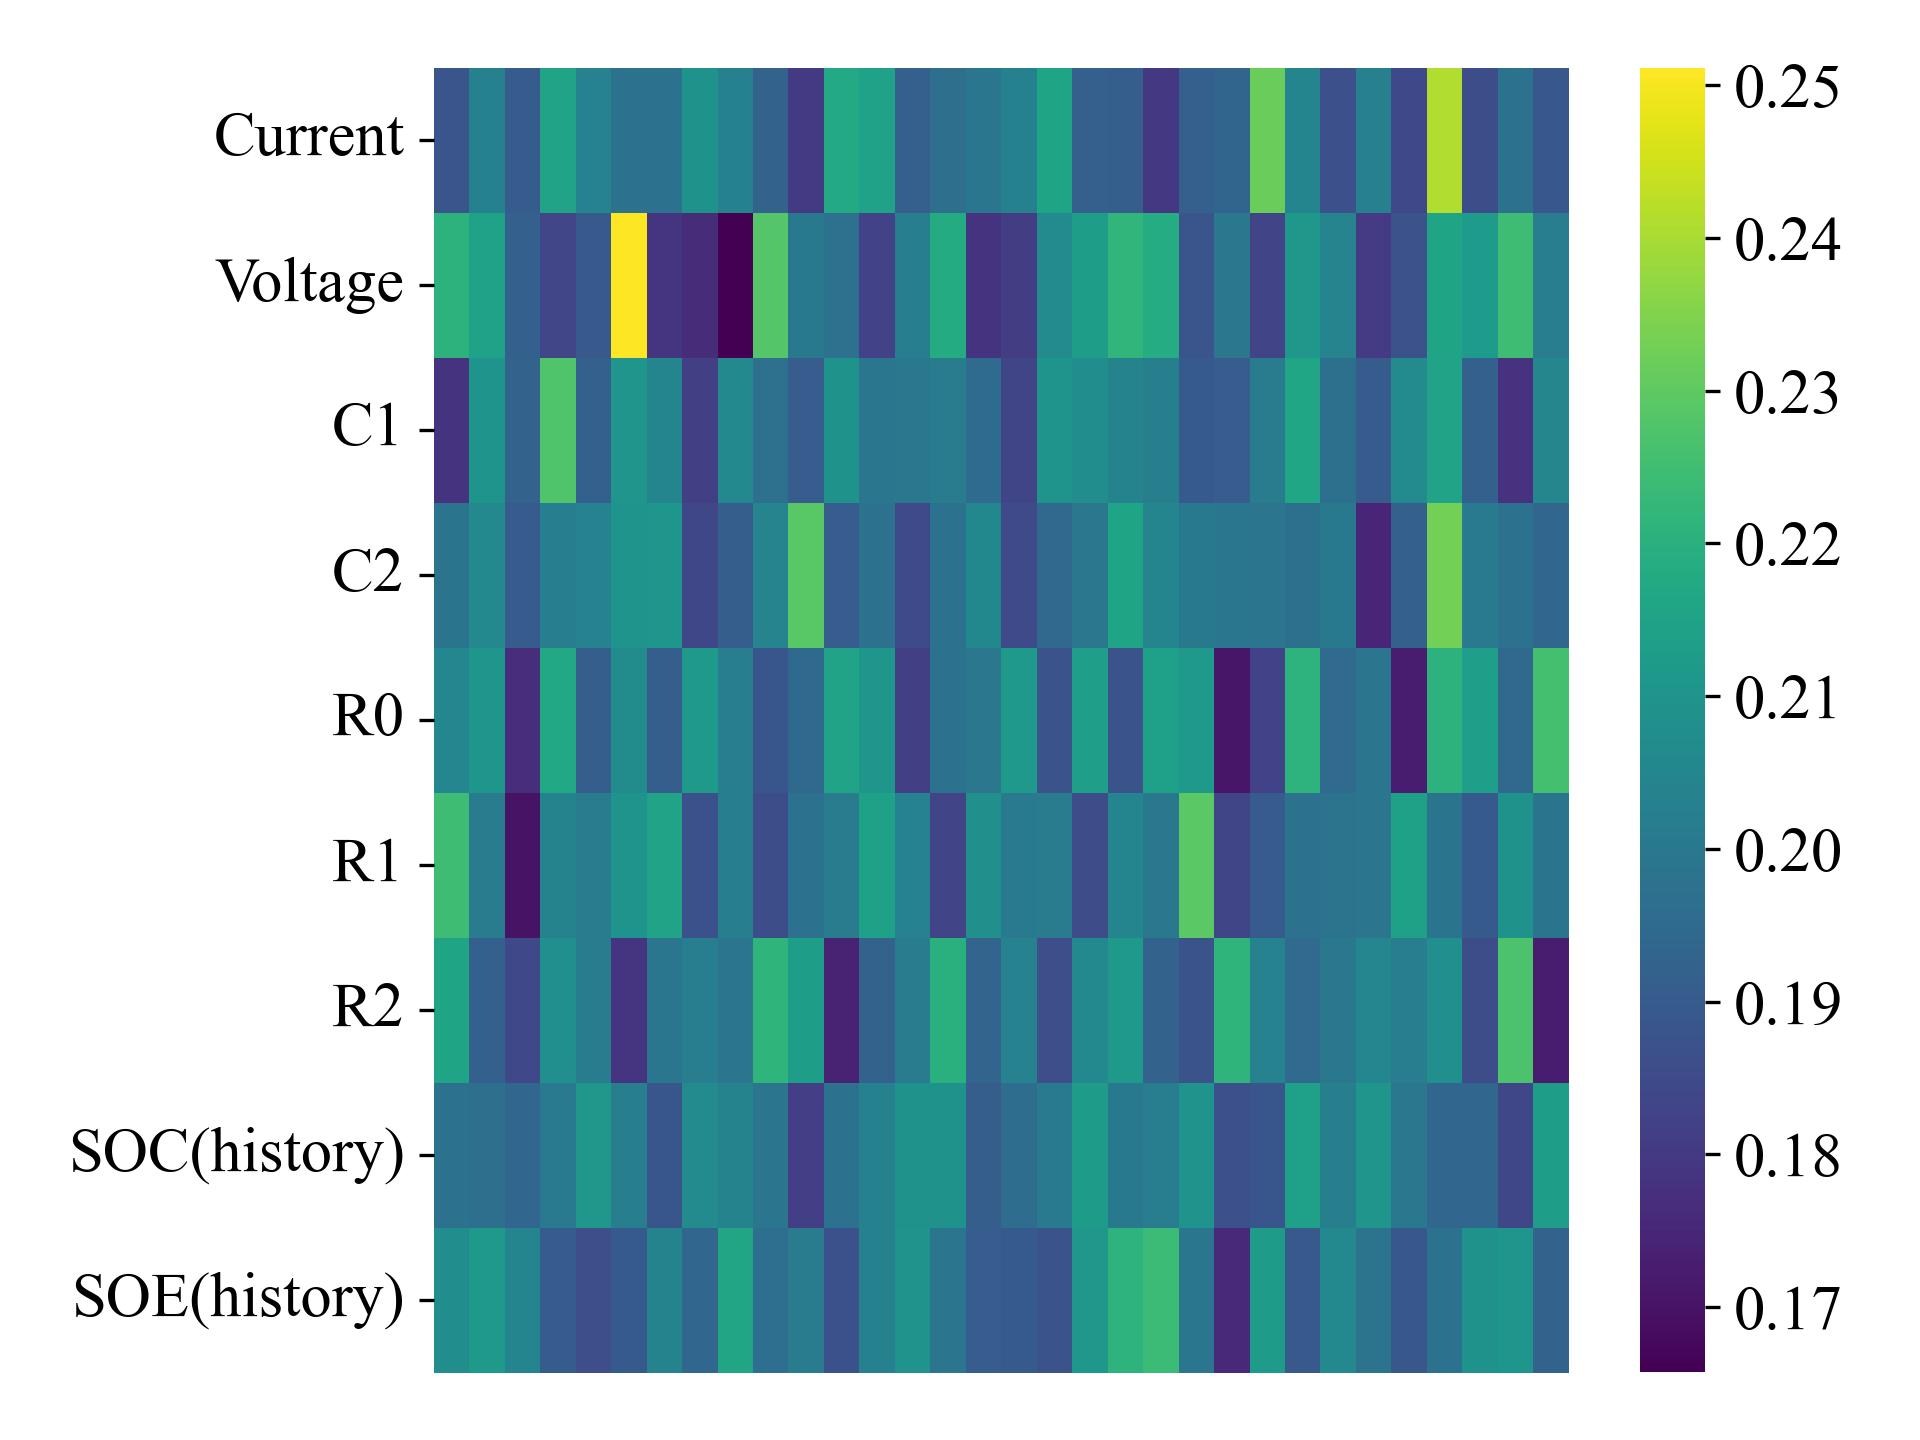 Current
Voltage
C1
C2
R0
R1
R2
SOC(history)
SOE(history)
0.25
0.24
0.23
0.22
0.21
0.20
0.19
0.18
0.17